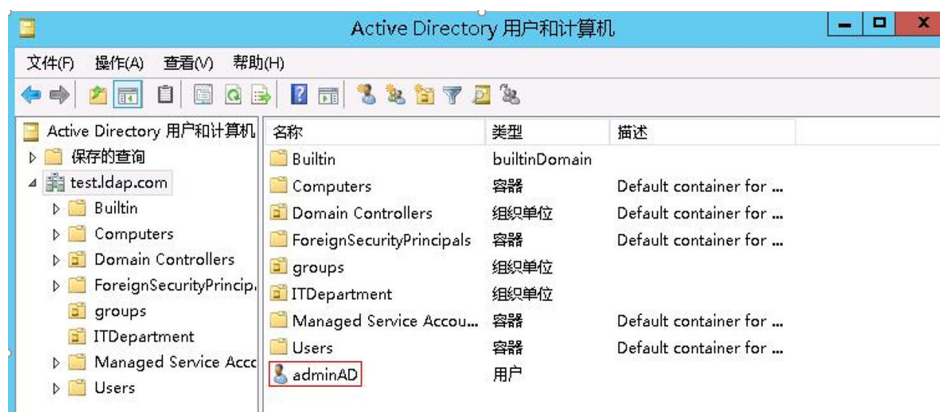 Active Directory 用户和计算机
文件(F) 操作(A) 查看(V) 帮助(H)
Active Directory 用户和计算机
保存的查询
test.ldap.com
Builtin
Computers
Domain Controllers
ForeignSecurityPrincip
groups
ITDepartment
Managed Service Acco
Users
名称 类型 描述
Builtin builtinDomain
Computers 容器 Default container for ...
Domain Controllers 组织单位 Default container for ...
ForeignSecurityPrincipals 容器 Default container for ...
groups 组织单位
ITDepartment 组织单位
Managed Service Accou... 容器 Default container for ...
Users 容器 Default container for ...
adminAD 用户